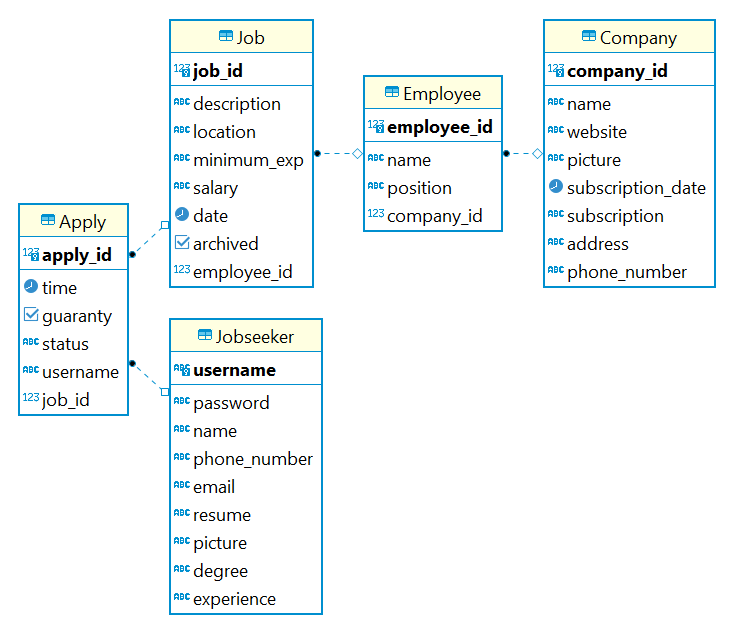 Job
123 job_id
ABC description
ABC location
ABC minimum_exp
ABC salary
date
archived
123 employee_id
Employee
123 employee_id
ABC name
ABC position
123 company_id
Company
123 company_id
ABC name
ABC website
ABC picture
subscription_date
ABC subscription
ABC address
ABC phone_number
Apply
123 apply_id
time
guaranty
ABC status
ABC username
123 job_id
Jobseeker
ABC username
ABC password
ABC name
ABC phone_number
ABC email
ABC resume
ABC picture
ABC degree
ABC experience